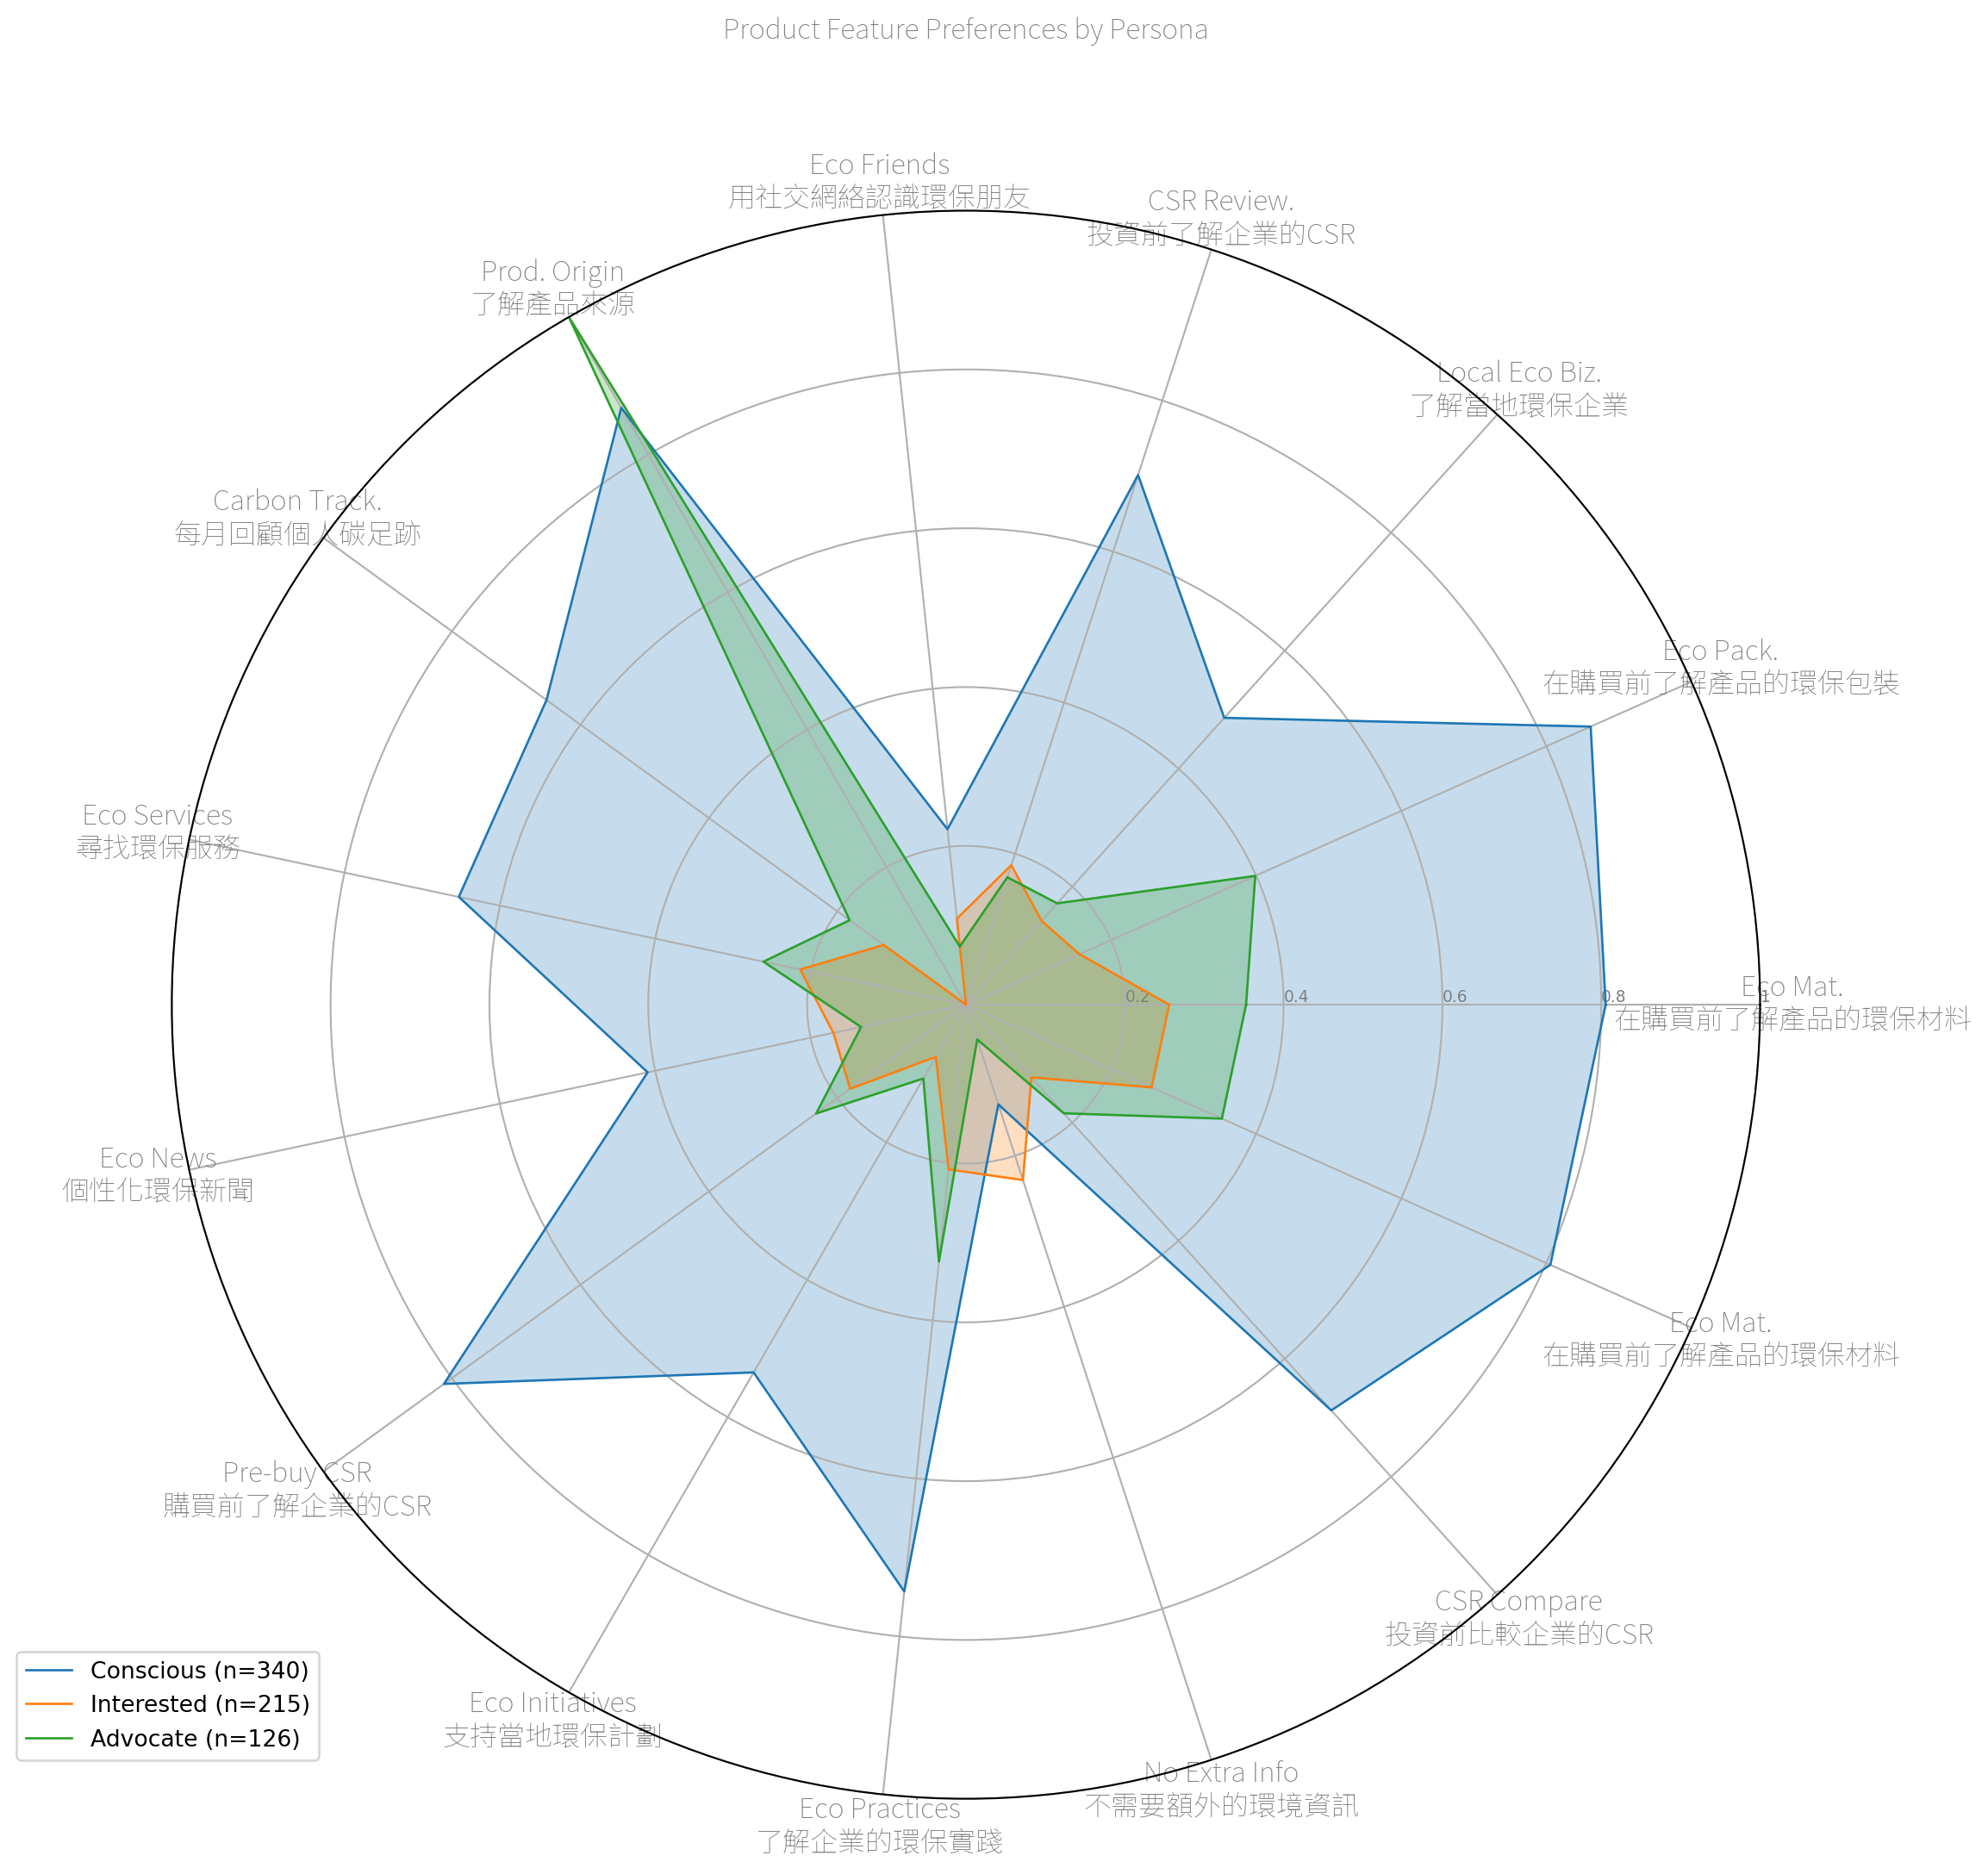 Product Feature Preferences by Persona
Eco Friends
用社交網絡認識環保朋友
CSR Review.
投資前了解企業的CSR
Prod. Origin
了解產品來源
Local Eco Biz.
了解當地環保企業
Carbon Track.
每月回顧個人碳足跡
Eco Pack.
在購買前了解產品的環保包裝
Eco Services
尋找環保服務
Eco Mat.
在購買前了解產品的環保材料
0.2
0.4
0.6
0.8
1
Eco News
個性化環保新聞
Eco Mat.
在購買前了解產品的環保材料
Pre-buy CSR
購買前了解企業的CSR
CSR Compare
投資前比較企業的CSR
Eco Initiatives
支持當地環保計劃
No Extra Info
不需要額外的環境資訊
Eco Practices
了解企業的環保實踐
Conscious (n=340)
Interested (n=215)
Advocate (n=126)